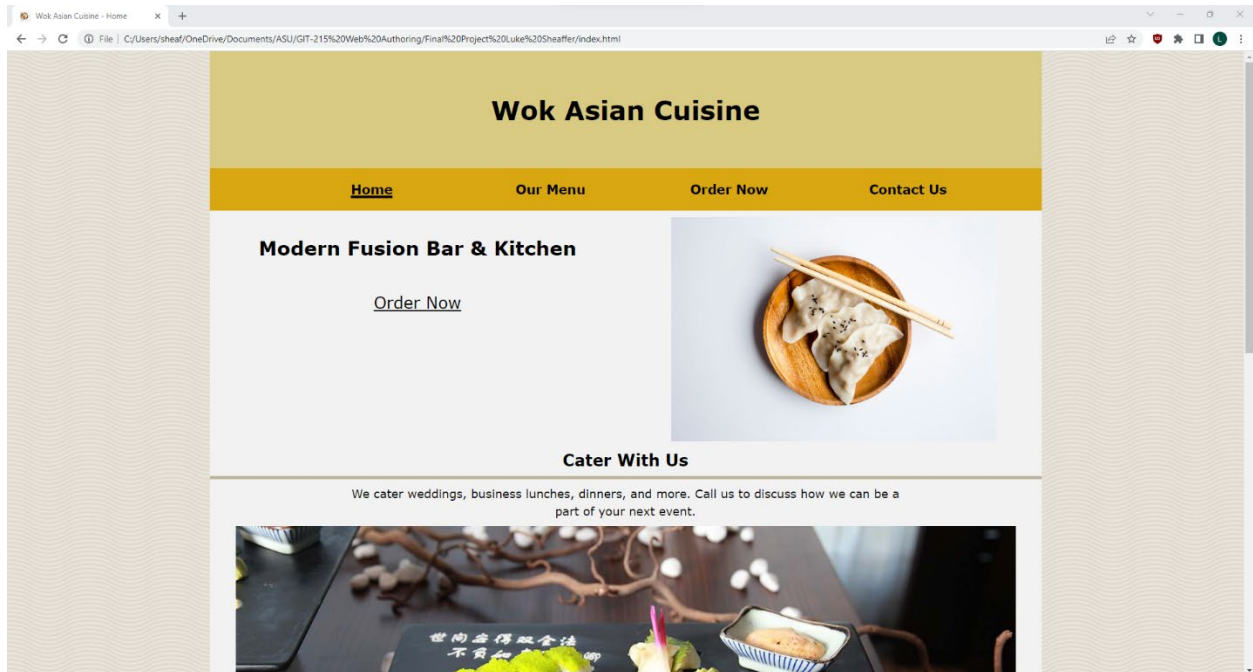 Wok Asian Cuisine - Home
File | C:/Users/sheaf/OneDrive/Documents/ASU/GIT-215%20Web%20Authoring/Final%20Project%20Luke%20Sheaffer/index.html
L
Wok Asian Cuisine
Home Our Menu Order Now Contact Us
Modern Fusion Bar & Kitchen
Order Now
Cater With Us
We cater weddings, business lunches, dinners, and more. Call us to discuss how we can be a
part of your next event.